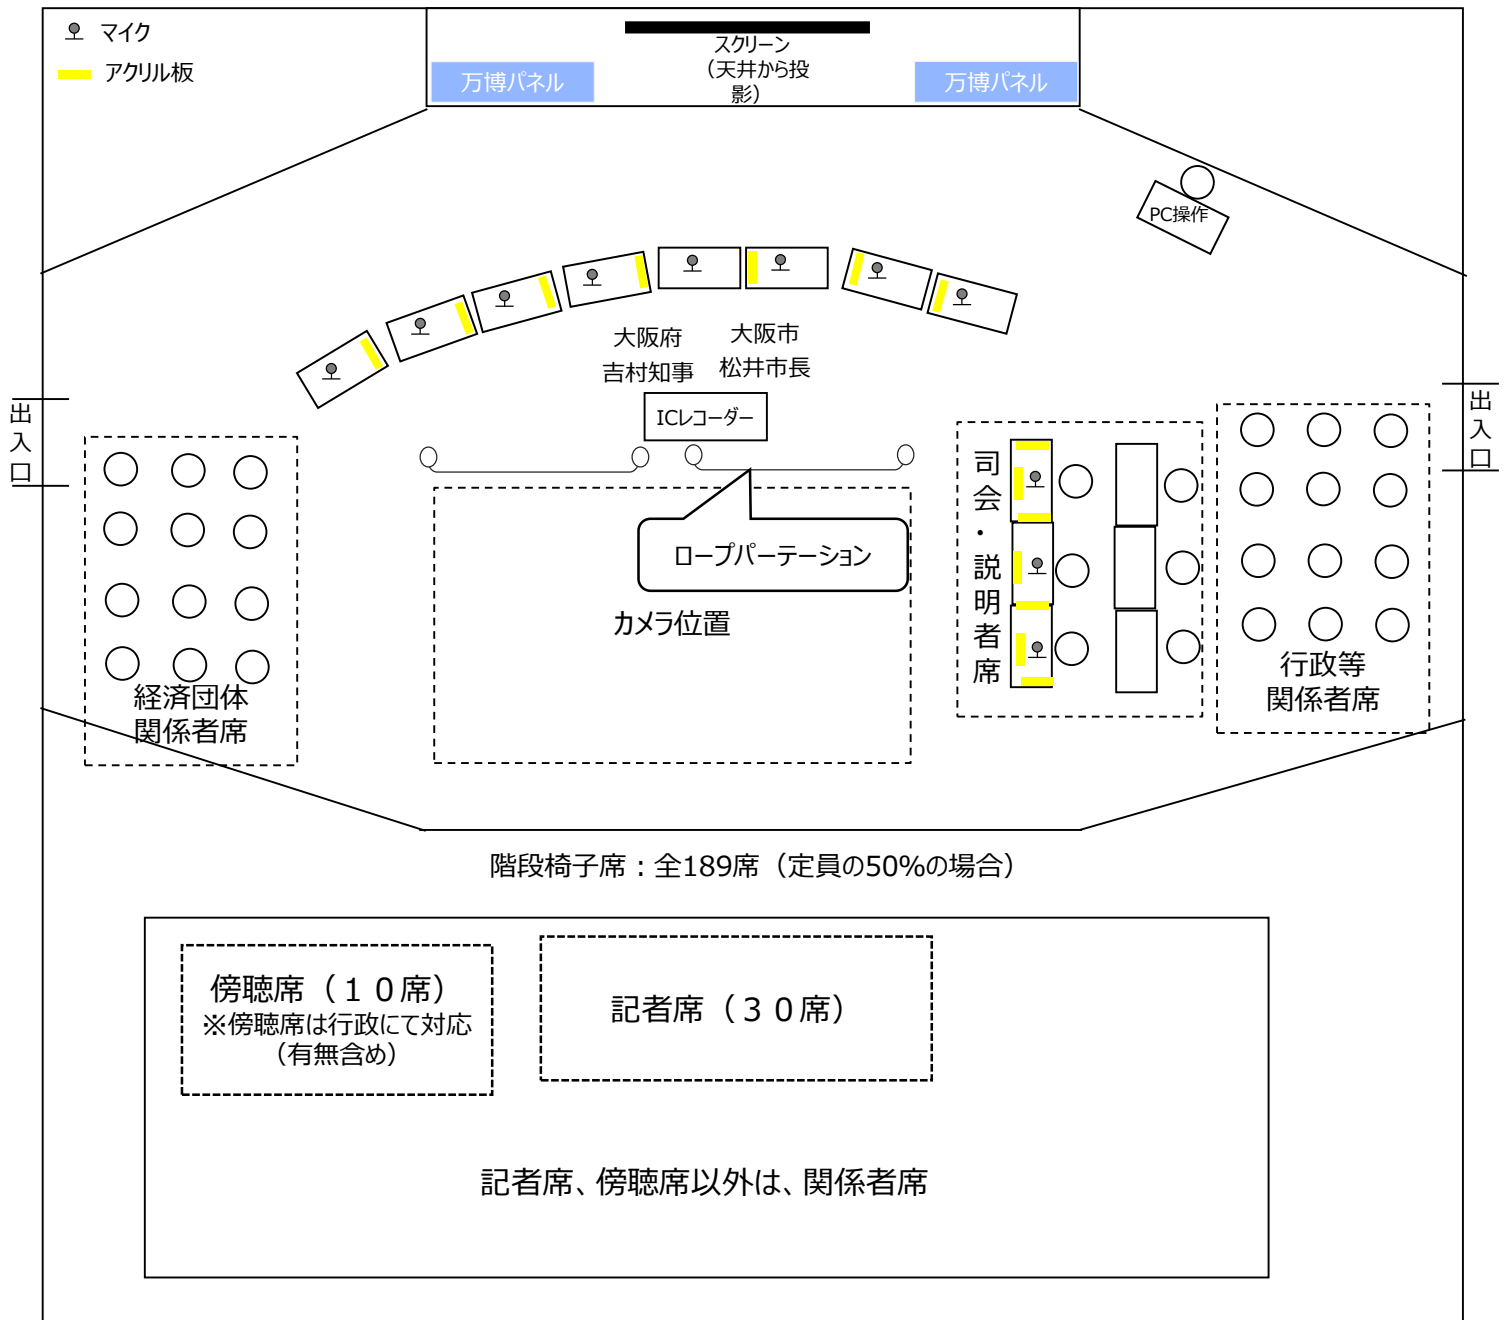 マイク
アクリル板
スクリーン
（天井から投
影）
万博パネル
万博パネル
PC操作
大阪府
吉村知事
大阪市
松井市長
ICレコーダー
出入口
出入口
司会・説明者席
ロープパーテーション
カメラ位置
経済団体
関係者席
行政等
関係者席
階段椅子席：全189席（定員の50%の場合）
傍聴席（１０席）
※傍聴席は行政にて対応
（有無含め）
記者席（３０席）
記者席、傍聴席以外は、関係者席